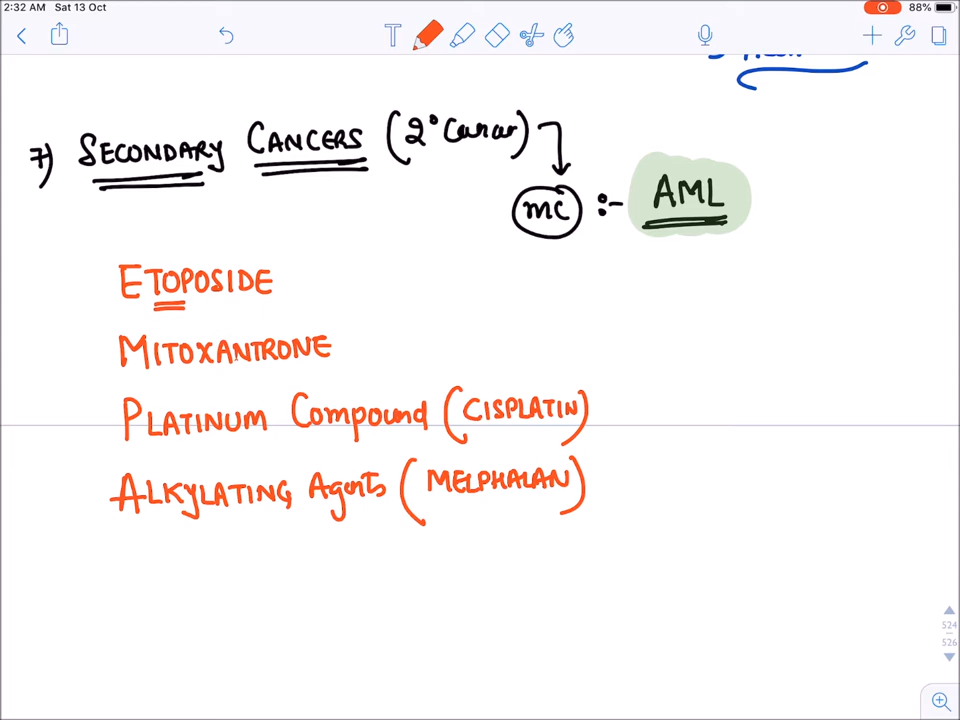 2:32 AM Sat 13 Oct
88%
T
7) SECONDARY CANCERS (2° Cancer)
MC :- AML
ETOPOSIDE
MITOXANTRONE
PLATINUM Compound (CISPLATIN)
ALKYLATING Agents (MELPHALAN)
524
526